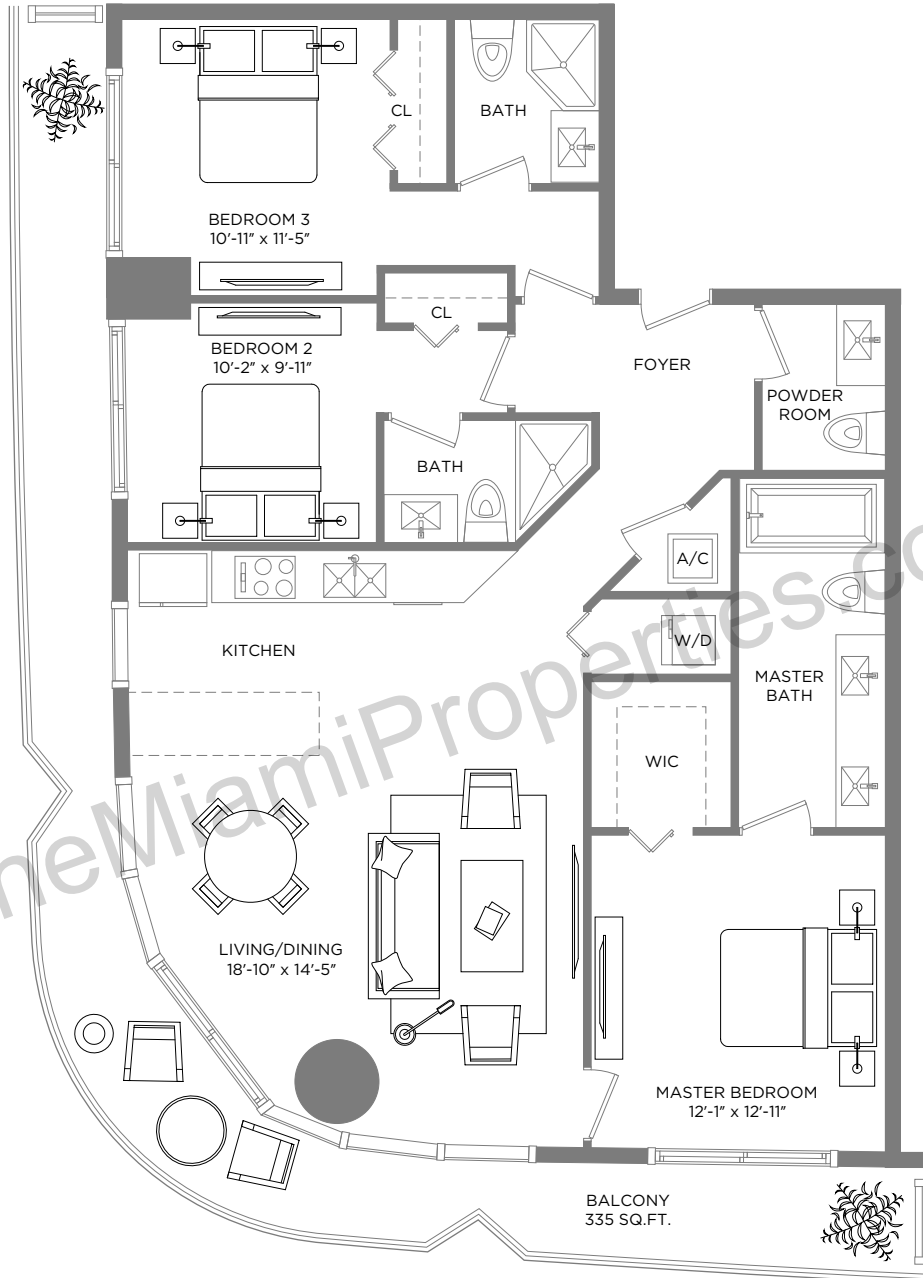 BATH
CL
BEDROOM 3
10'-11" x 11'-5"
CL
BEDROOM 2
10'-2" x 9'-11"
FOYER
POWDER
ROOM
BATH
A/C
KITCHEN
W/D
MASTER
BATH
WIC
LIVING/DINING
18'-10" x 14'-5"
MASTER BEDROOM
12'-1" x 12'-11"
BALCONY
335 SQ.FT.
neMiamiProperties.co